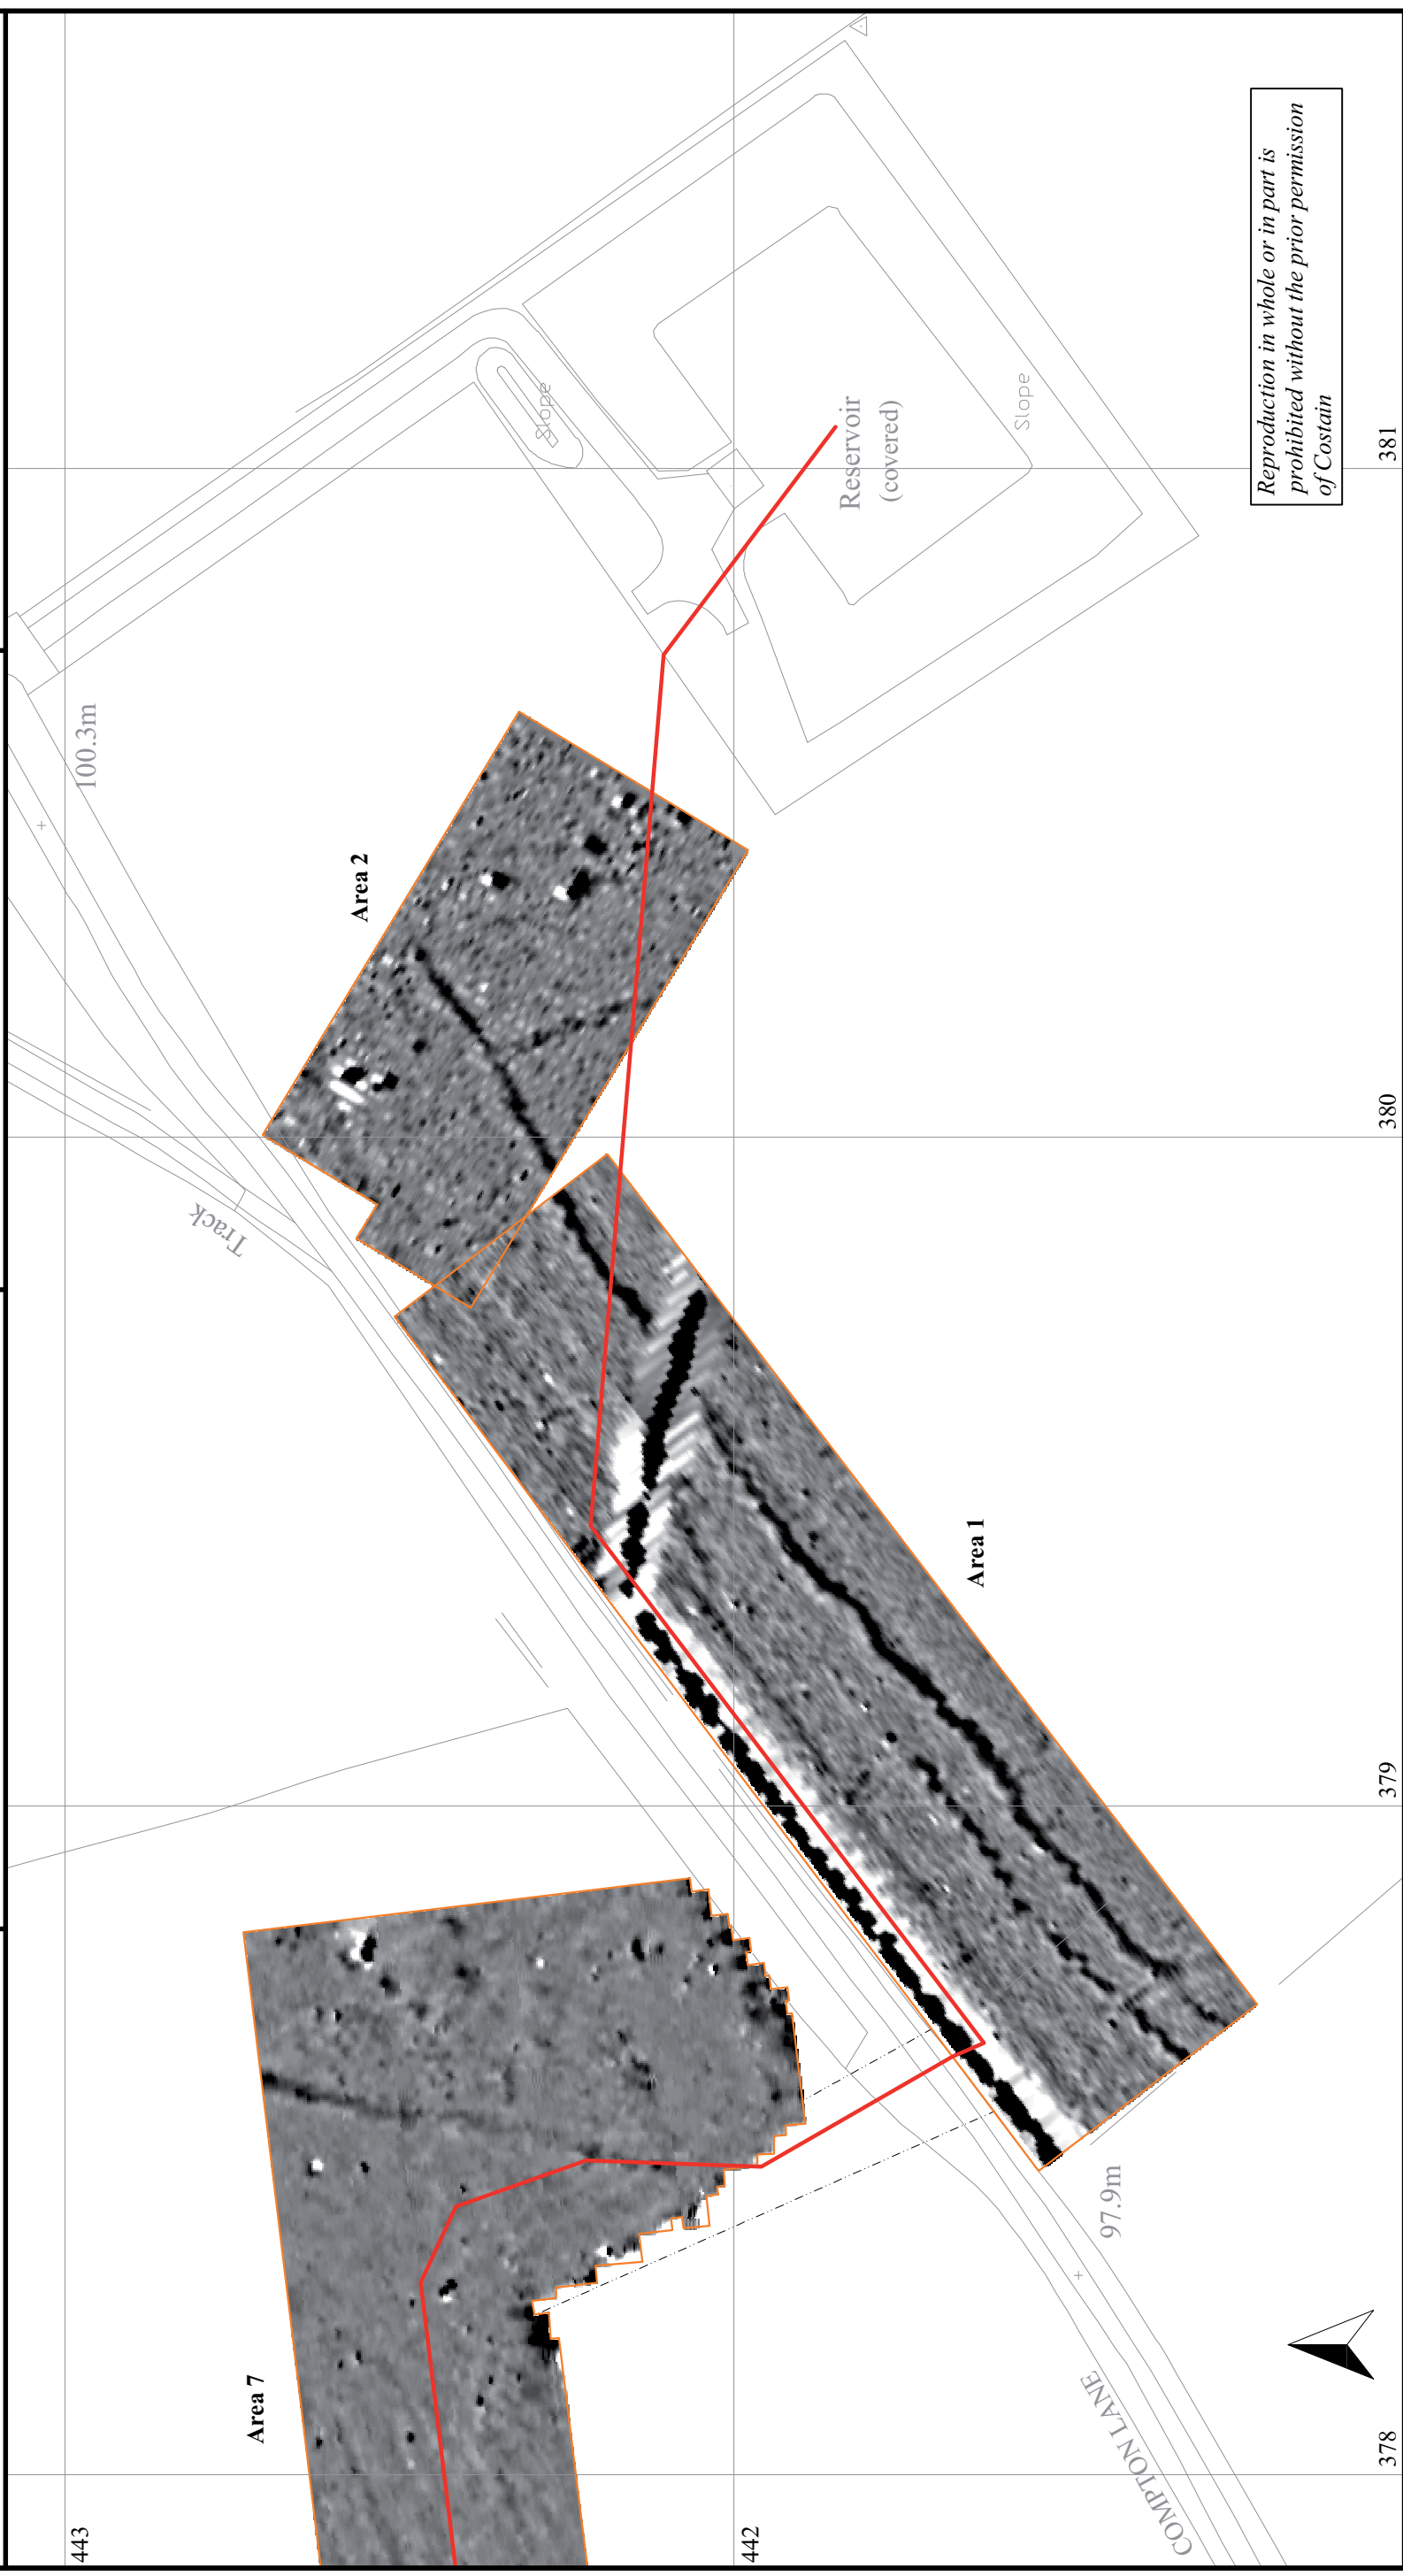 443
442
378
379
380
381
Area 7
Area 2
Area 1
Track
100.3m
97.9m
COMPTON LANE
Slope
Reservoir
(covered)
Slope
Reproduction in whole or in part is
prohibited without the prior permission
of Costain